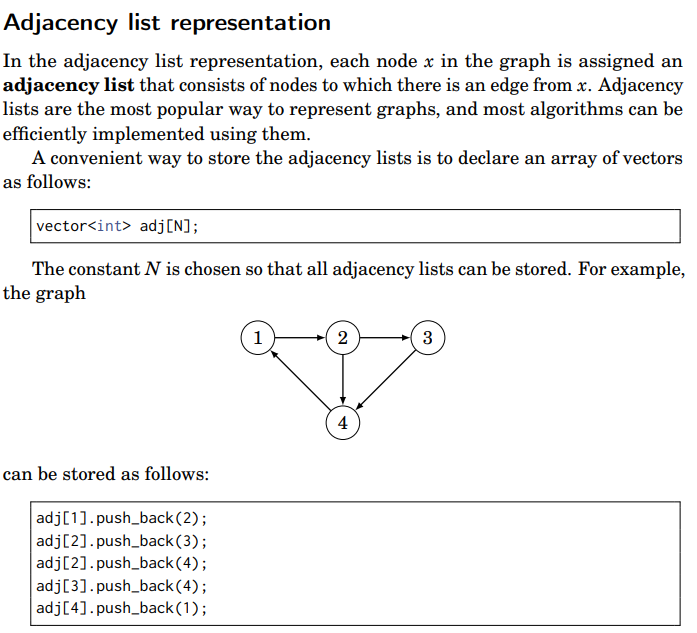 Adjacency list representation
In the adjacency list representation, each node x in the graph is assigned an
adjacency list that consists of nodes to which there is an edge from x. Adjacency
lists are the most popular way to represent graphs, and most algorithms can be
efficiently implemented using them.
A convenient way to store the adjacency lists is to declare an array of vectors
as follows:
vector<int> adj[N];
The constant N is chosen so that all adjacency lists can be stored. For example,
the graph
1 2 3
4
can be stored as follows:
adj[1].push_back(2);
adj[2].push_back(3);
adj[2].push_back(4);
adj[3].push_back(4);
adj[4].push_back(1);